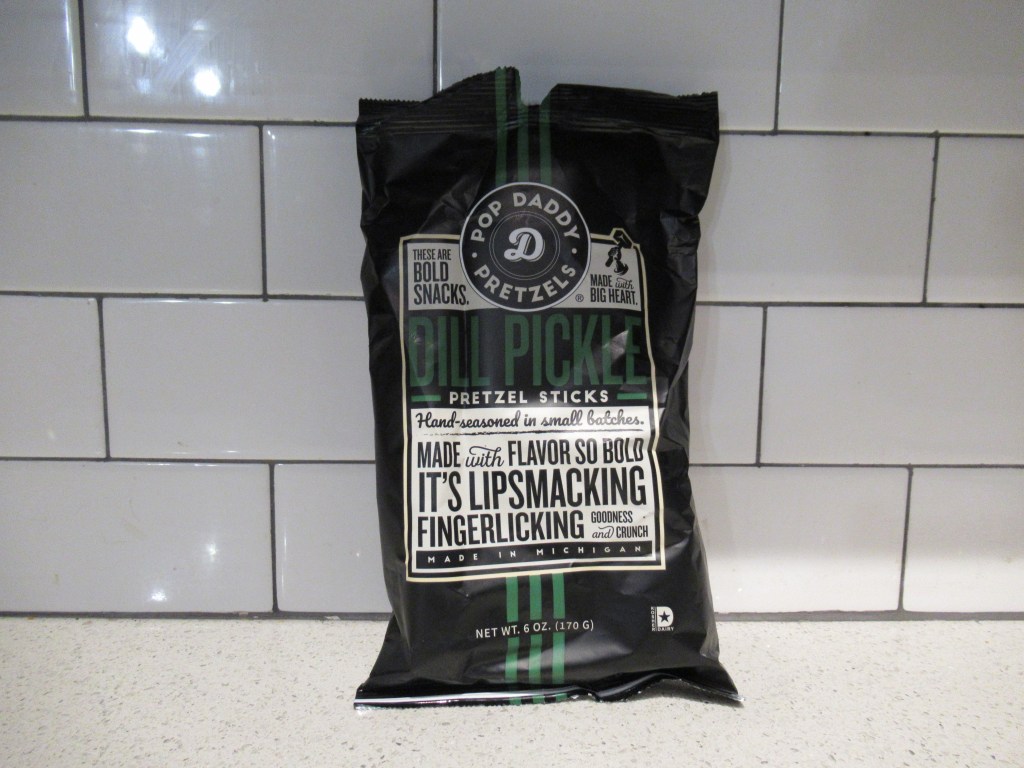 POP DADDY
D
PRETZELS
®
THESE ARE
BOLD
SNACKS.
MADE with
BIG HEART.
DILL PICKLE
PRETZEL STICKS
Hand-seasoned in small batches.
MADE with FLAVOR SO BOLD
IT'S LIPSMACKING
FINGERLICKING GOODNESS
and CRUNCH
MADE IN MICHIGAN
NET WT. 6 OZ. (170 G)
D